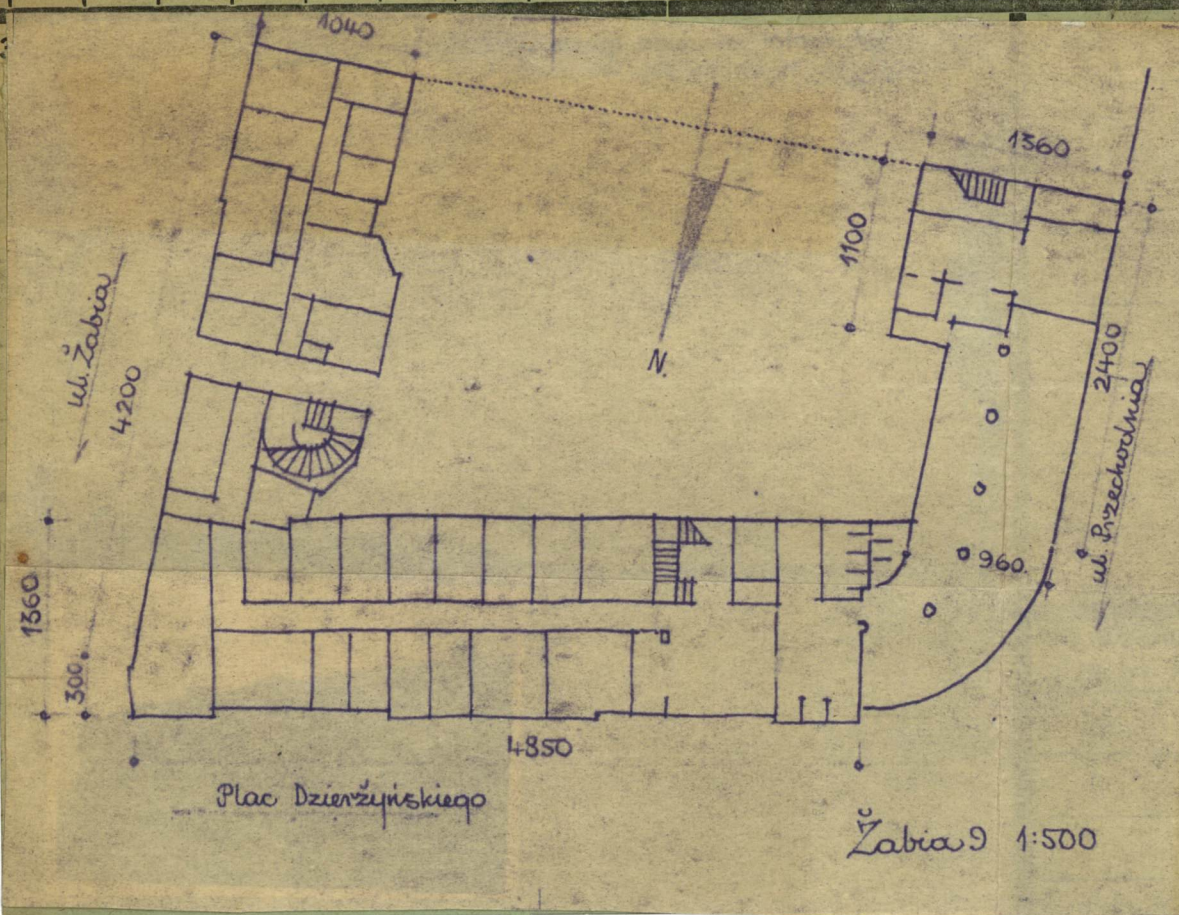 1040
1360
1100
ul. Żabia
4200
N.
2400
ul. Przechodnia
960.
1360
300
4850
Plac Dzierżyńskiego
Żabia 9 1:500